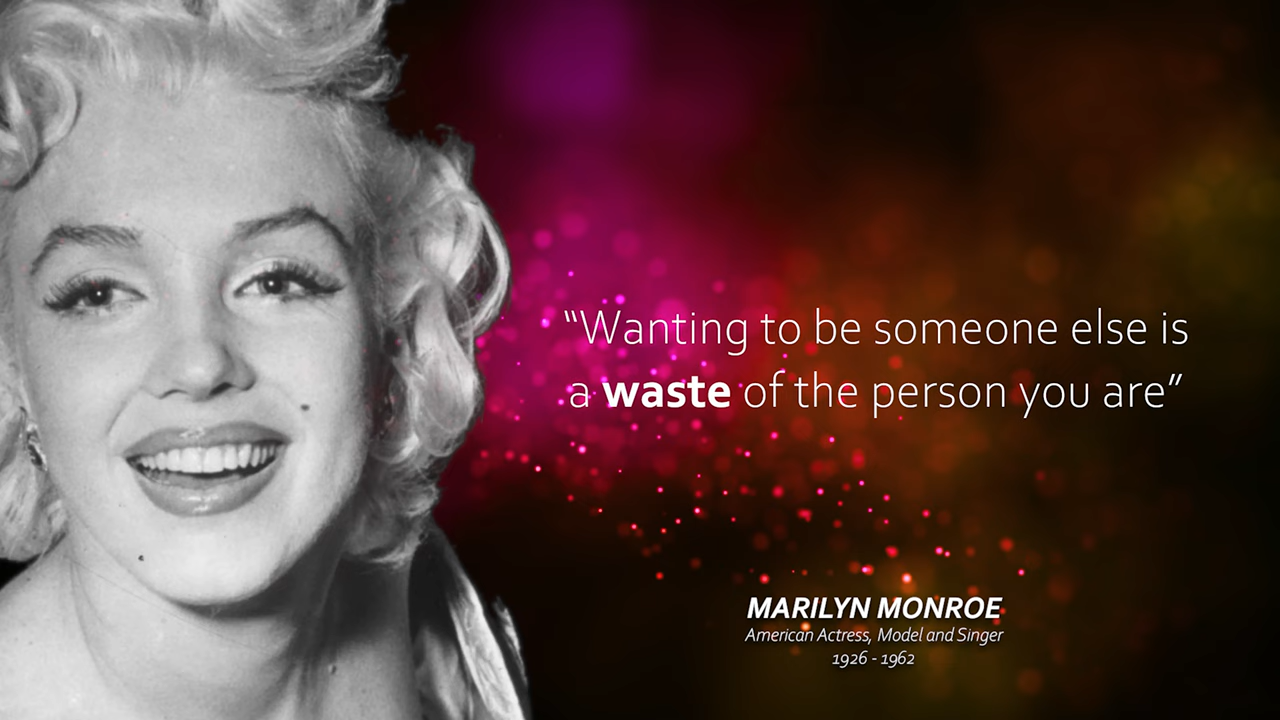 “Wanting to be someone else is
a waste of the person you are”
MARILYN MONROE
American Actress, Model and Singer
1926 - 1962